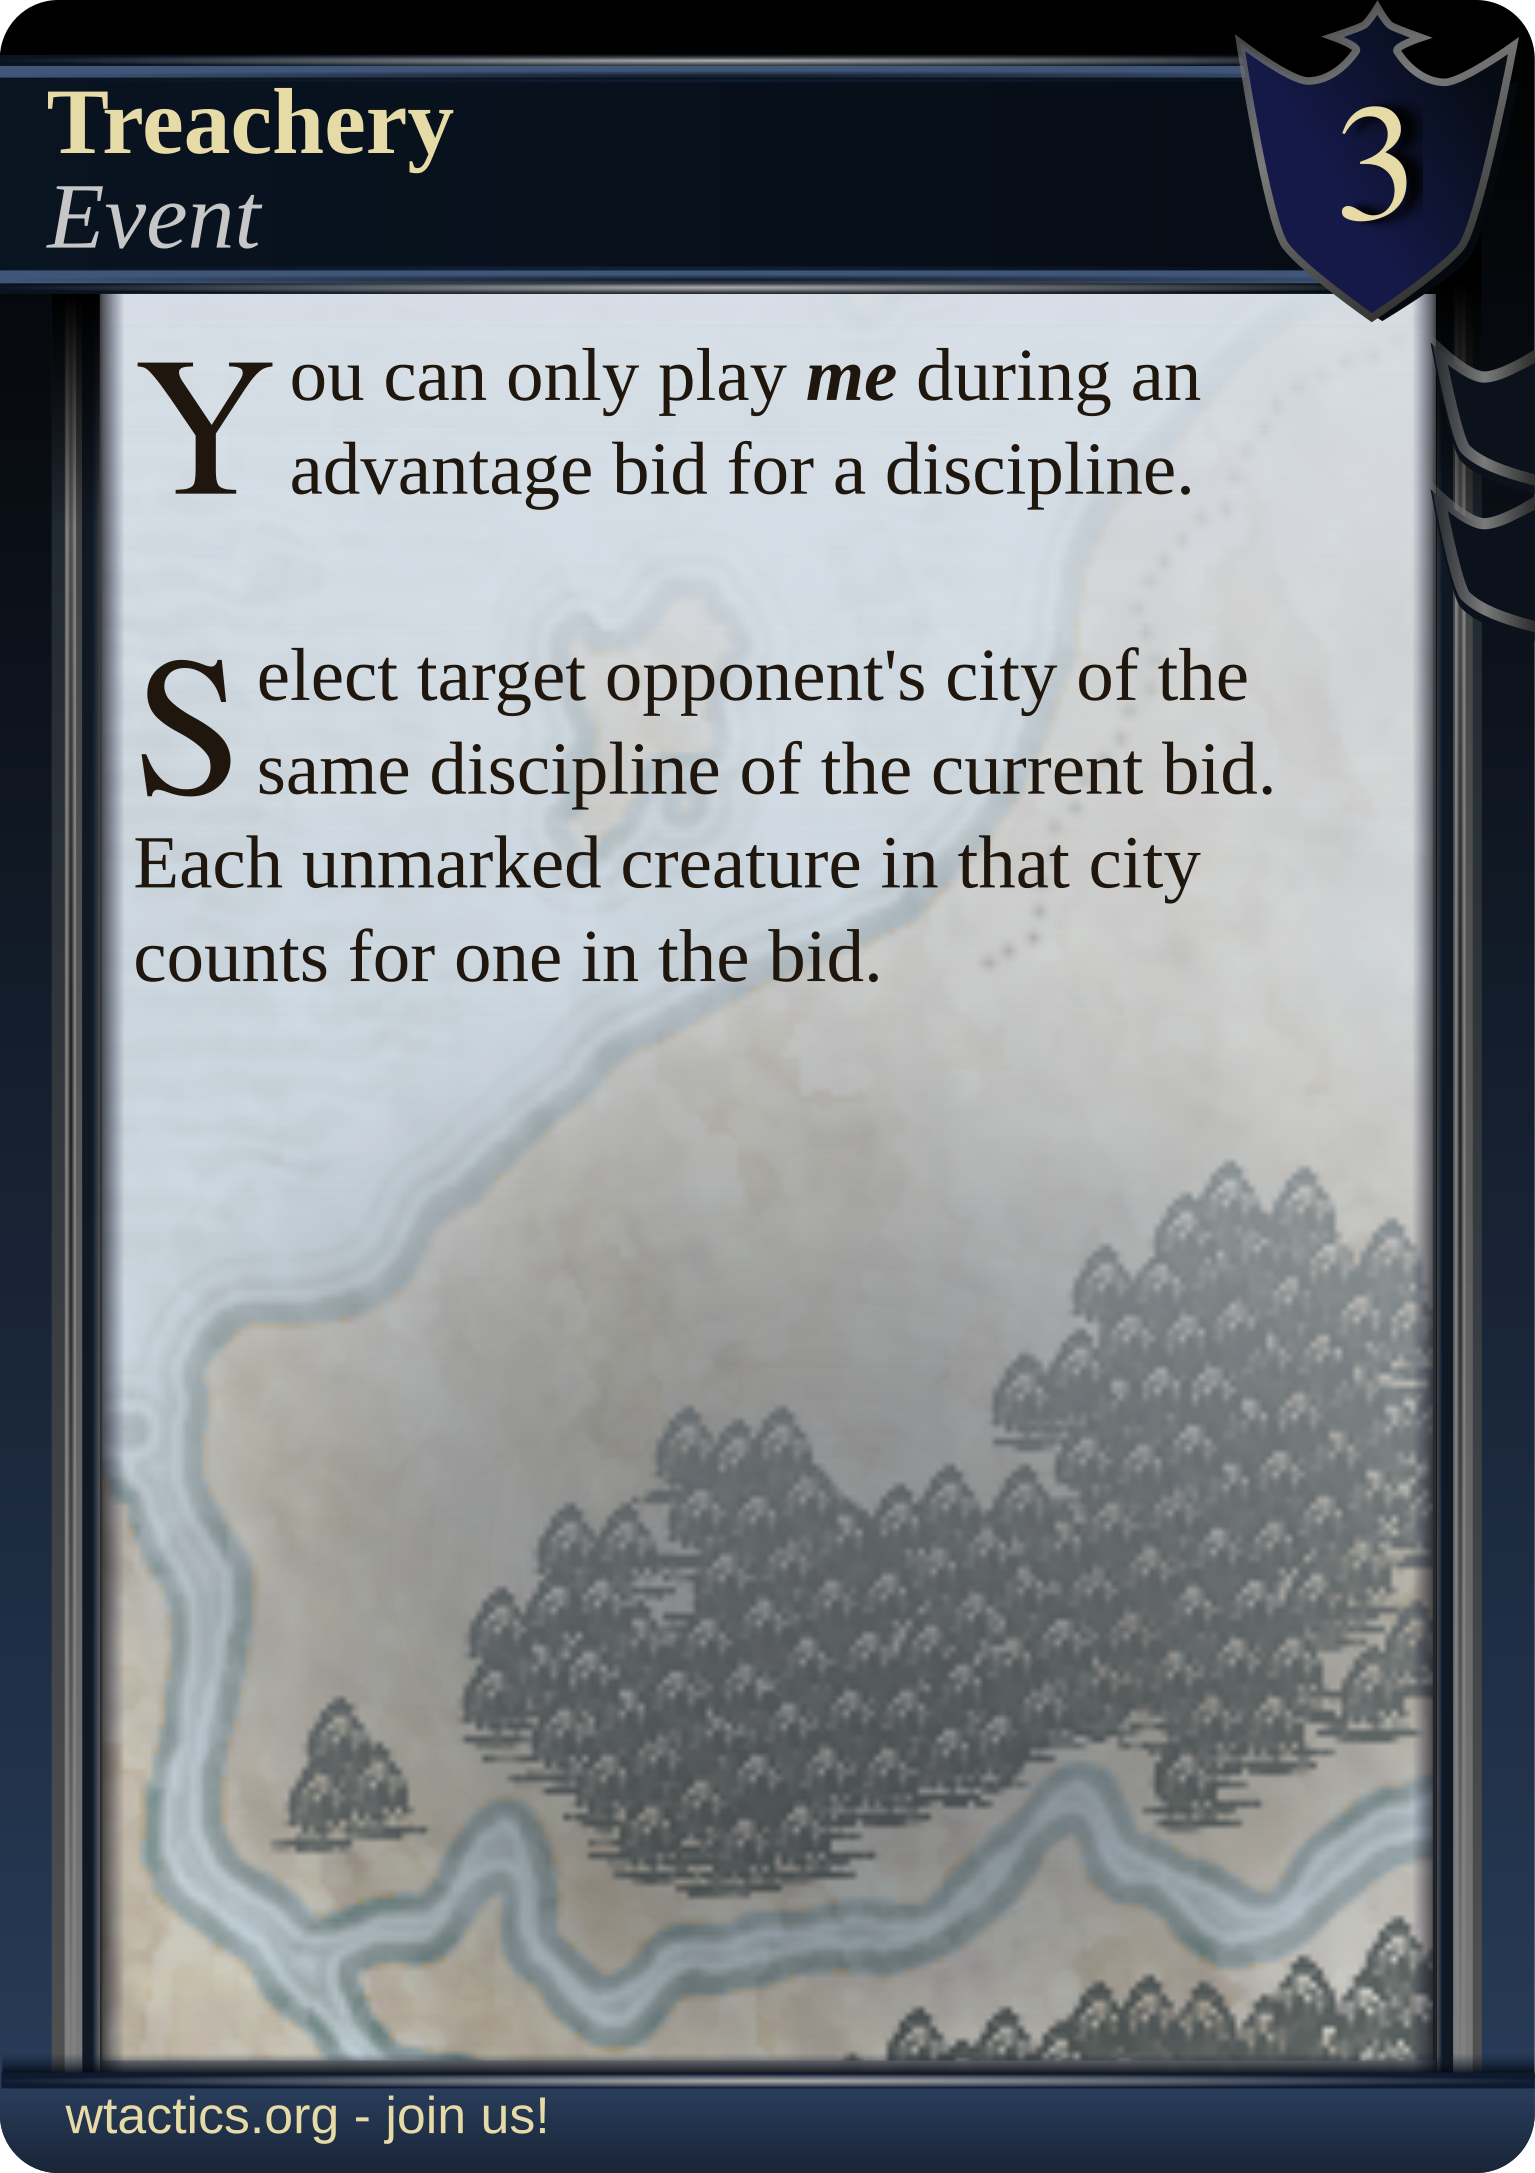 Treachery
Event
3
You can only play me during an
advantage bid for a discipline.
Select target opponent's city of the
same discipline of the current bid.
Each unmarked creature in that city
counts for one in the bid.
wtactics.org - join us!